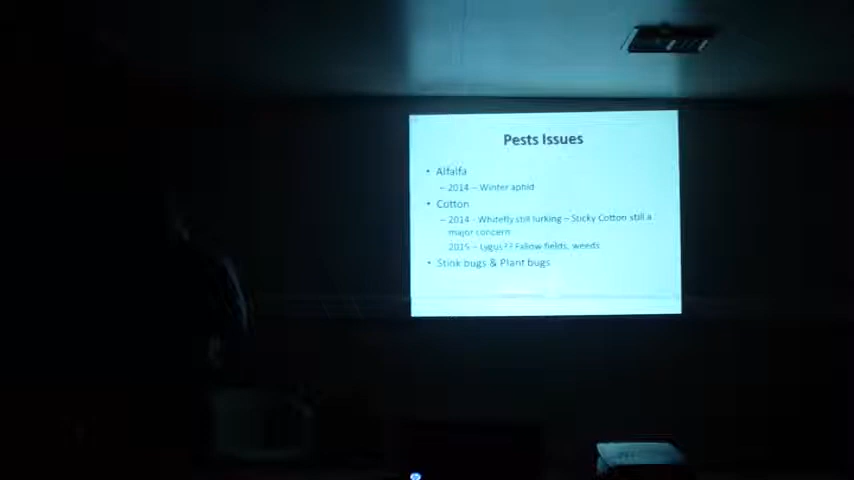 Pests Issues
• Alfalfa
– 2014 – Winter aphid
• Cotton
– 2014 - Whitefly still lurking – Sticky Cotton still a
major concern
2015 – Lygus?? Fallow fields, weeds
• Stink bugs & Plant bugs